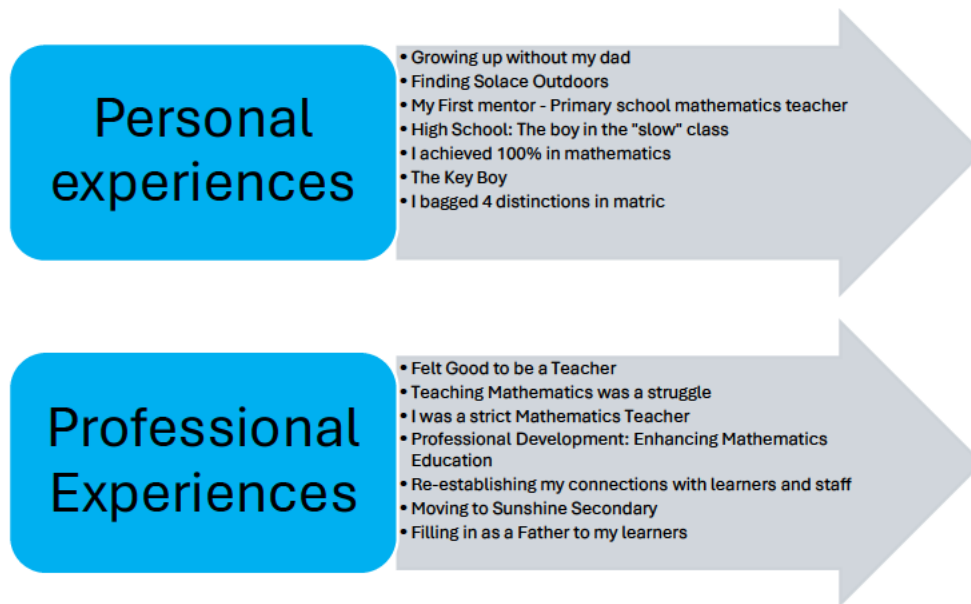 Personal
experiences
• Growing up without my dad
• Finding Solace Outdoors
• My First mentor - Primary school mathematics teacher
• High School: The boy in the "slow" class
• I achieved 100% in mathematics
• The Key Boy
• I bagged 4 distinctions in matric
Professional
Experiences
• Felt Good to be a Teacher
• Teaching Mathematics was a struggle
• I was a strict Mathematics Teacher
• Professional Development: Enhancing Mathematics
Education
• Re-establishing my connections with learners and staff
• Moving to Sunshine Secondary
• Filling in as a Father to my learners